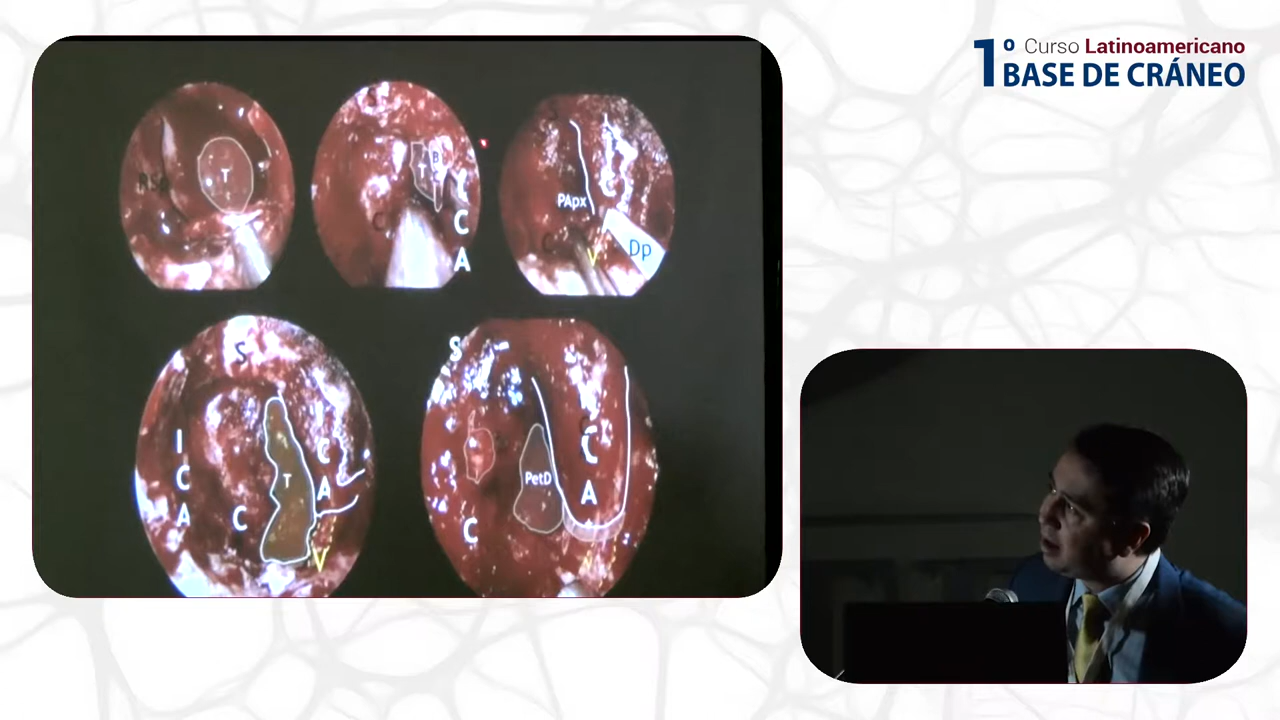 1º Curso Latinoamericano
BASE DE CRÁNEO
T
T
B
C
C
A
PApx
C
V
Dp
S
I
C
A
C
T
C
A
V
S
C
PetD
C
A